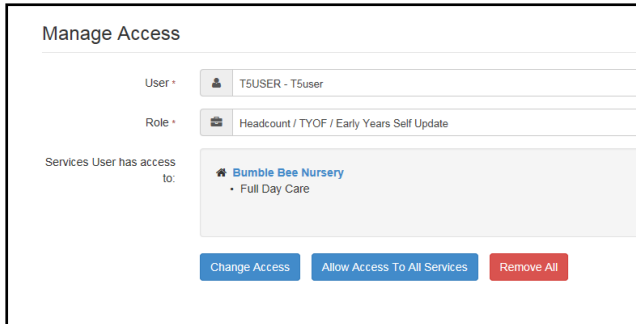 Manage Access
User *
T5USER - T5user
Role *
Headcount / TYOF / Early Years Self Update
Services User has access
to:
Bumble Bee Nursery
• Full Day Care
Change Access Allow Access To All Services Remove All